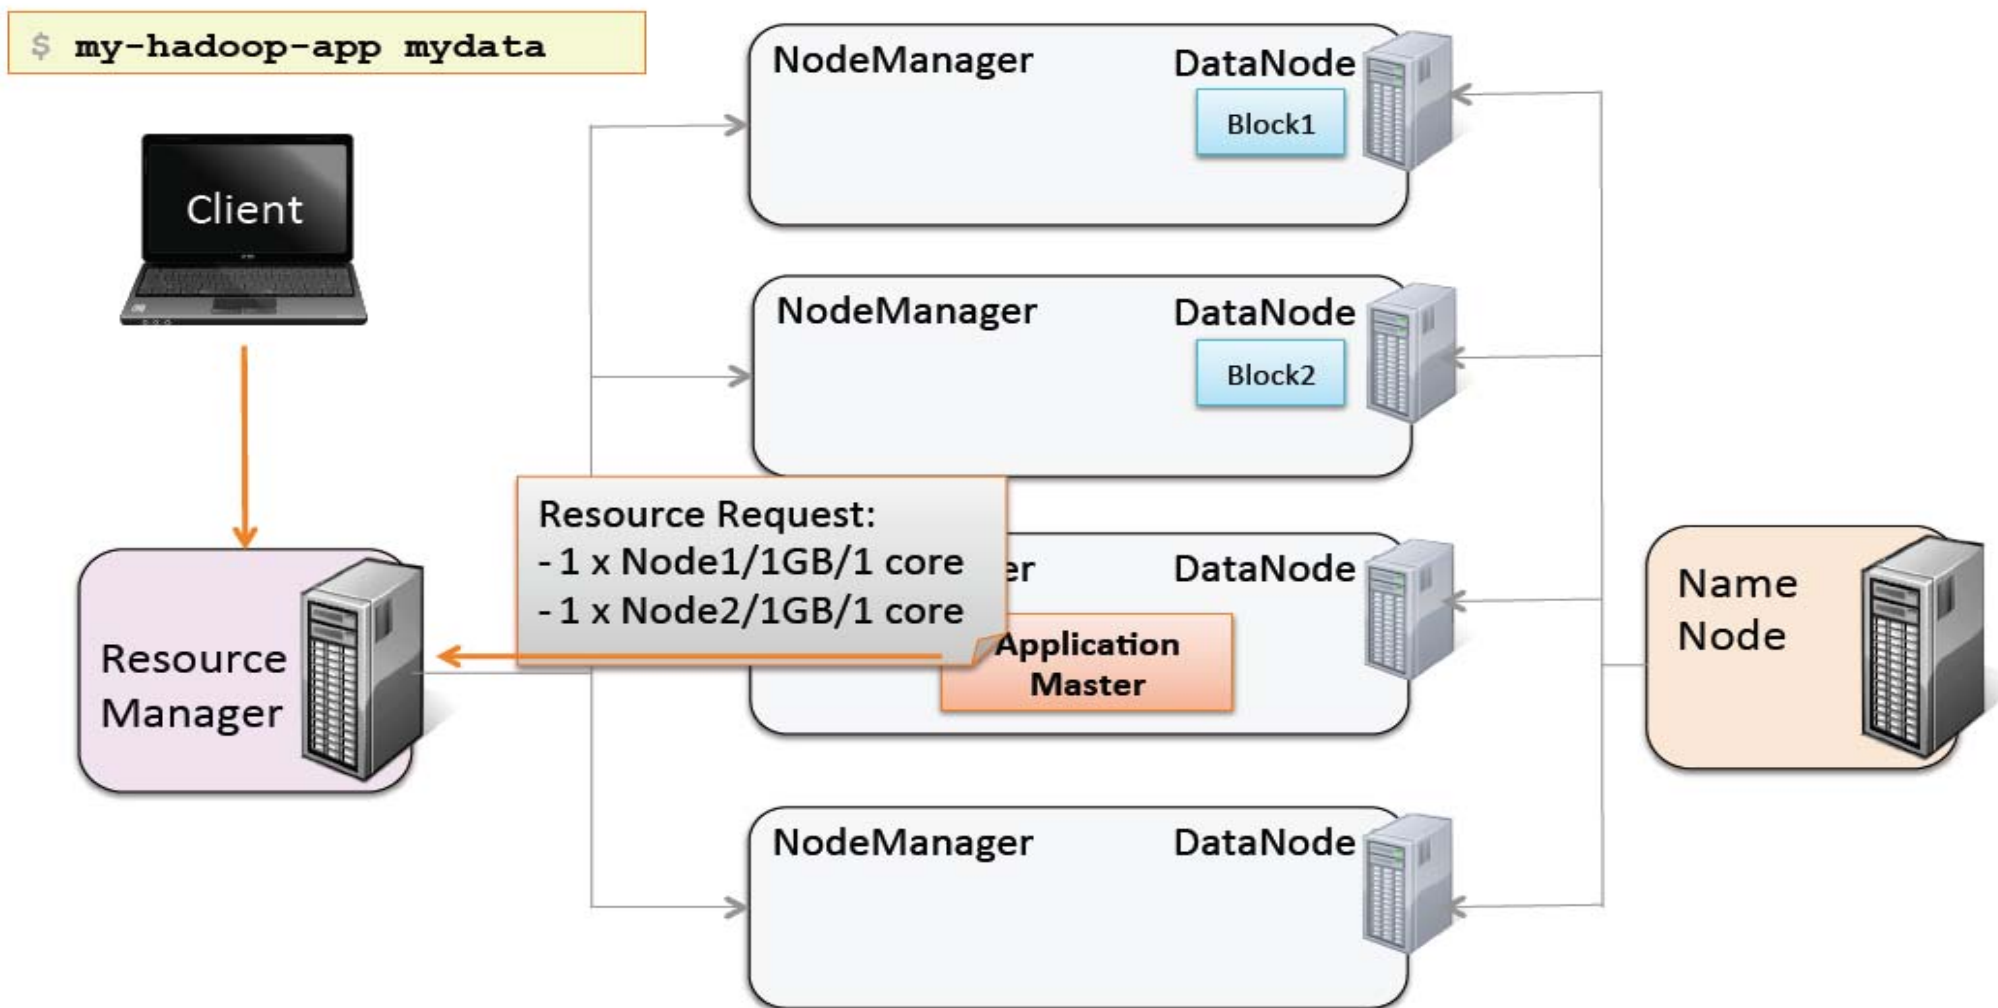 $ my-hadoop-app mydata
Client
NodeManager DataNode
Block1
NodeManager DataNode
Block2
Resource Request:
- 1 x Node1/1GB/1 core
- 1 x Node2/1GB/1 core
er DataNode
Application
Master
Resource
Manager
Name
Node
NodeManager DataNode